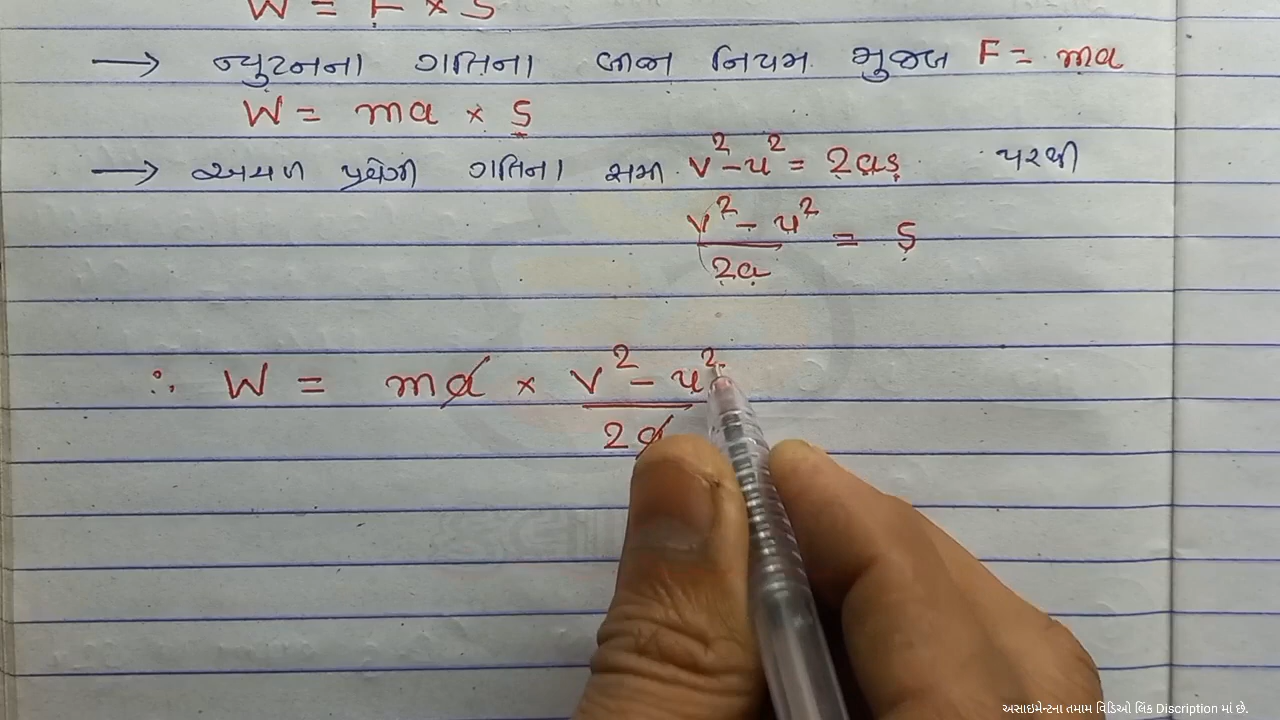 W = F × S
→ ન્યુટનના ગતિના બીજા નિયમ મુજબ F = ma
W = ma × S
→ અચળ પ્રવેગી ગતિના સમી. v² - u² = 2as પરથી
v² - u² / 2a = s
∴ W = ma × v² - u² / 2a
અસાઇમેન્ટના તમામ વિડિઓ લિંક Discription માં છે.